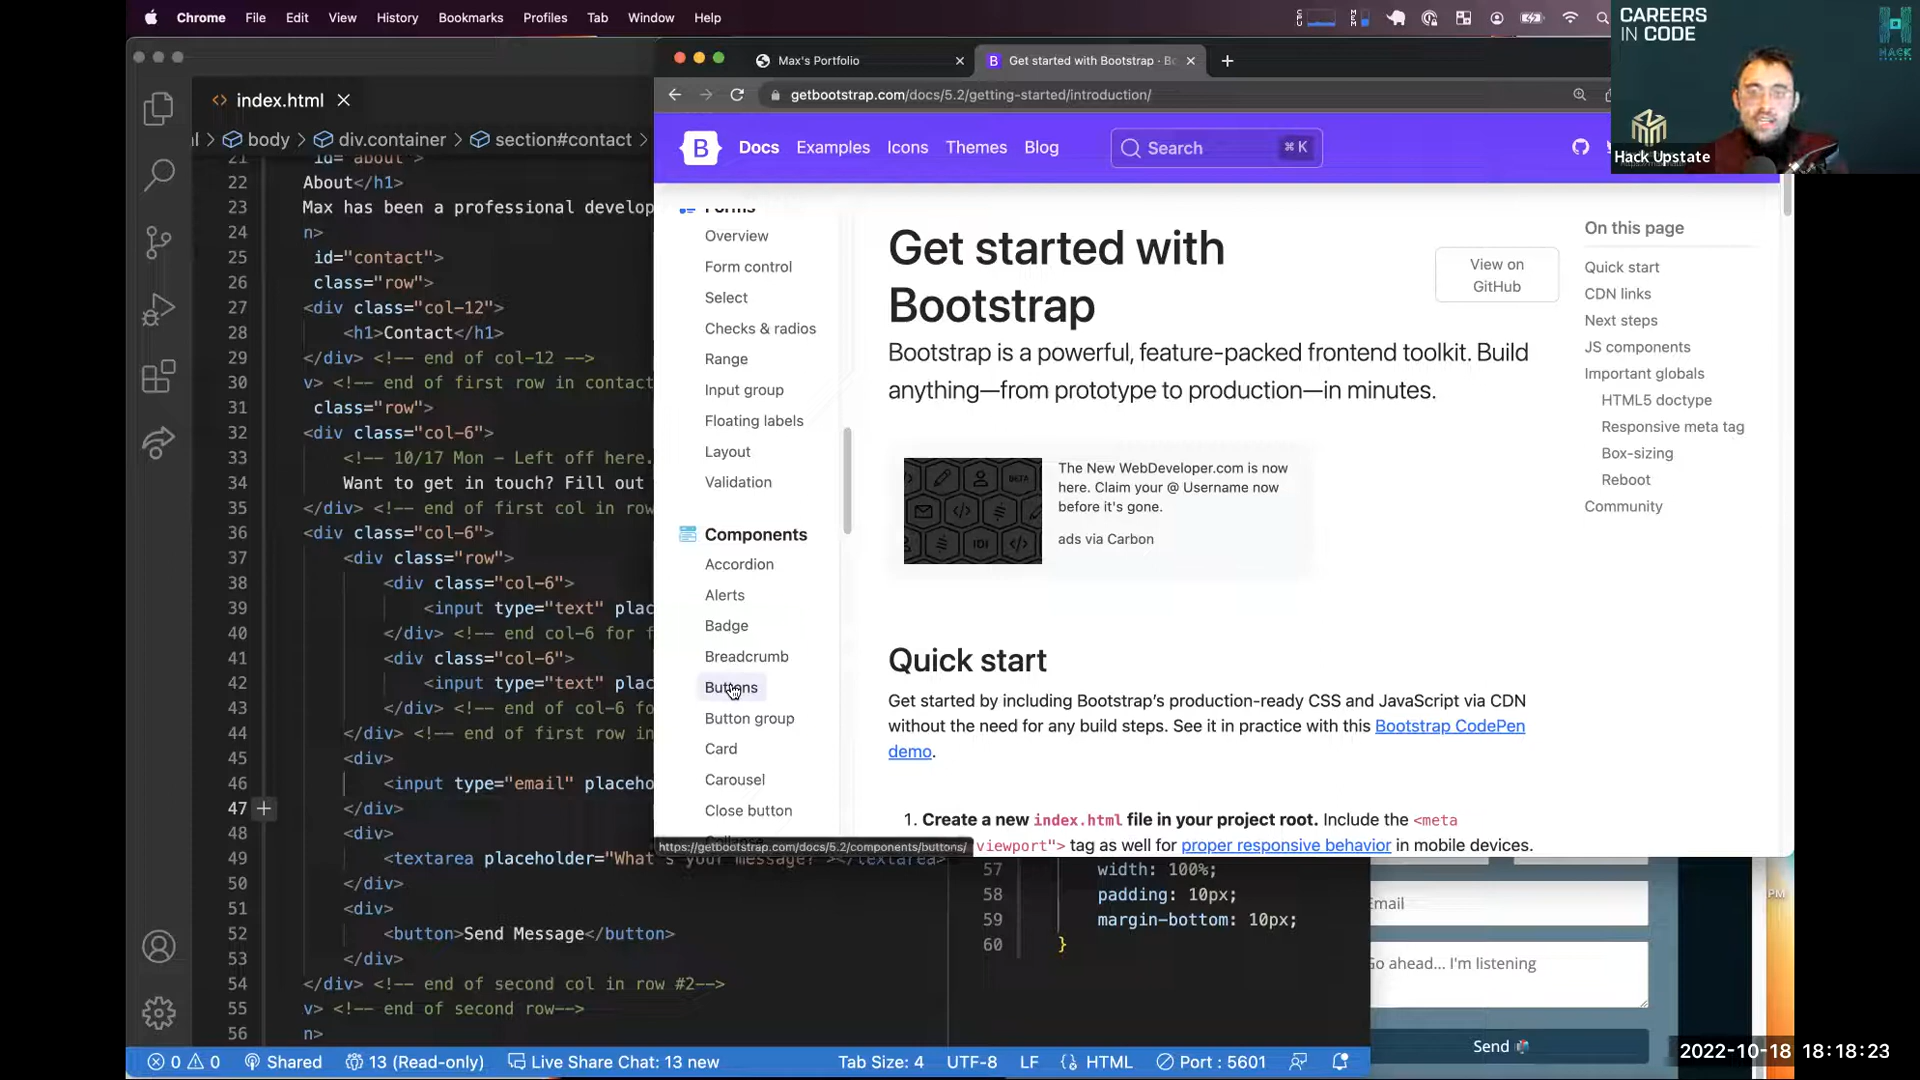 Chrome File Edit View History Bookmarks Profiles Tab Window Help
CAREERS
IN CODE
HACK
Hack Upstate
index.html
body div.container section#contact
Max's Portfolio
Get started with Bootstrap
getbootstrap.com/docs/5.2/getting-started/introduction/
Docs Examples Icons Themes Blog
Search ⌘ K
21 id="about">
22 About</h1>
23 Max has been a professional develop
24 n>
25 id="contact">
26 class="row">
27 <div class="col-12">
28 <h1>Contact</h1>
29 </div> <!-- end of col-12 -->
30 v> <!-- end of first row in contact
31 class="row">
32 <div class="col-6">
33 <!-- 10/17 Mon - Left off here.
34 Want to get in touch? Fill out
35 </div> <!-- end of first col in row
36 <div class="col-6">
37 <div class="row">
38 <div class="col-6">
39 <input type="text" plac
40 </div> <!-- end col-6 for f
41 <div class="col-6">
42 <input type="text" plac
43 </div> <!-- end of col-6 fo
44 </div> <!-- end of first row in
45 <div>
46 <input type="email" placeho
47 </div>
48 <div>
49 <textarea placeholder="What's your message?"></textarea>
50 </div>
51 <div>
52 <button>Send Message</button>
53 </div>
54 </div> <!-- end of second col in row #2-->
55 v> <!-- end of second row-->
56 n>
Forms
Overview
Form control
Select
Checks & radios
Range
Input group
Floating labels
Layout
Validation
Components
Accordion
Alerts
Badge
Breadcrumb
Buttons
Button group
Card
Carousel
Close button
https://getbootstrap.com/docs/5.2/components/buttons/
Get started with
Bootstrap
View on
GitHub
Bootstrap is a powerful, feature-packed frontend toolkit. Build
anything—from prototype to production—in minutes.
The New WebDeveloper.com is now
here. Claim your @ Username now
before it's gone.
ads via Carbon
Quick start
Get started by including Bootstrap's production-ready CSS and JavaScript via CDN
without the need for any build steps. See it in practice with this Bootstrap CodePen
demo.
1. Create a new index.html file in your project root. Include the <meta
viewport"> tag as well for proper responsive behavior in mobile devices.
On this page
Quick start
CDN links
Next steps
JS components
Important globals
HTML5 doctype
Responsive meta tag
Box-sizing
Reboot
Community
57 width: 100%;
58 padding: 10px;
59 margin-bottom: 10px;
60 }
Email
Go ahead... I'm listening
Send
PM
0 0 Shared 13 (Read-only) Live Share Chat: 13 new Tab Size: 4 UTF-8 LF {} HTML Port : 5601
2022-10-18 18:18:23